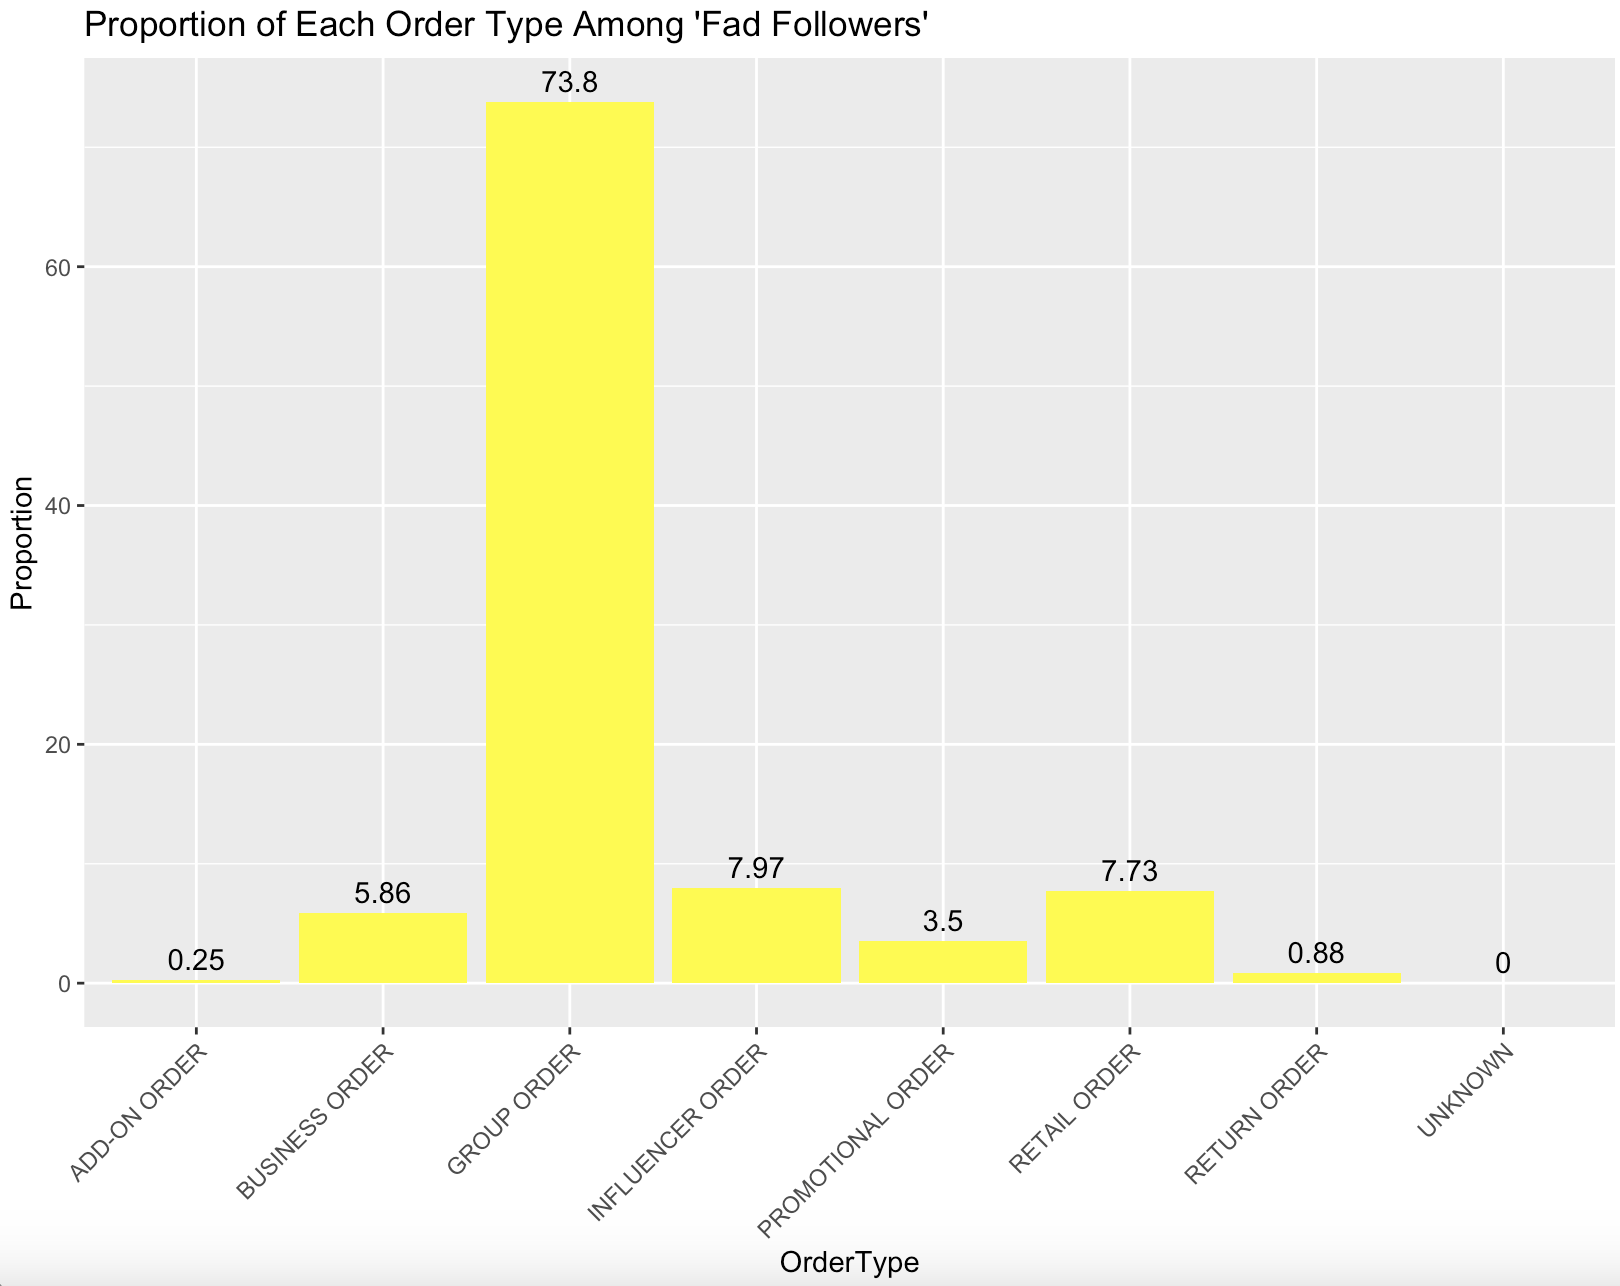 Proportion of Each Order Type Among 'Fad Followers'
73.8
60
40
20
0
Proportion
0.25
5.86
7.97
3.5
7.73
0.88
0
ADD-ON ORDER
BUSINESS ORDER
GROUP ORDER
INFLUENCER ORDER
PROMOTIONAL ORDER
RETAIL ORDER
RETURN ORDER
UNKNOWN
OrderType